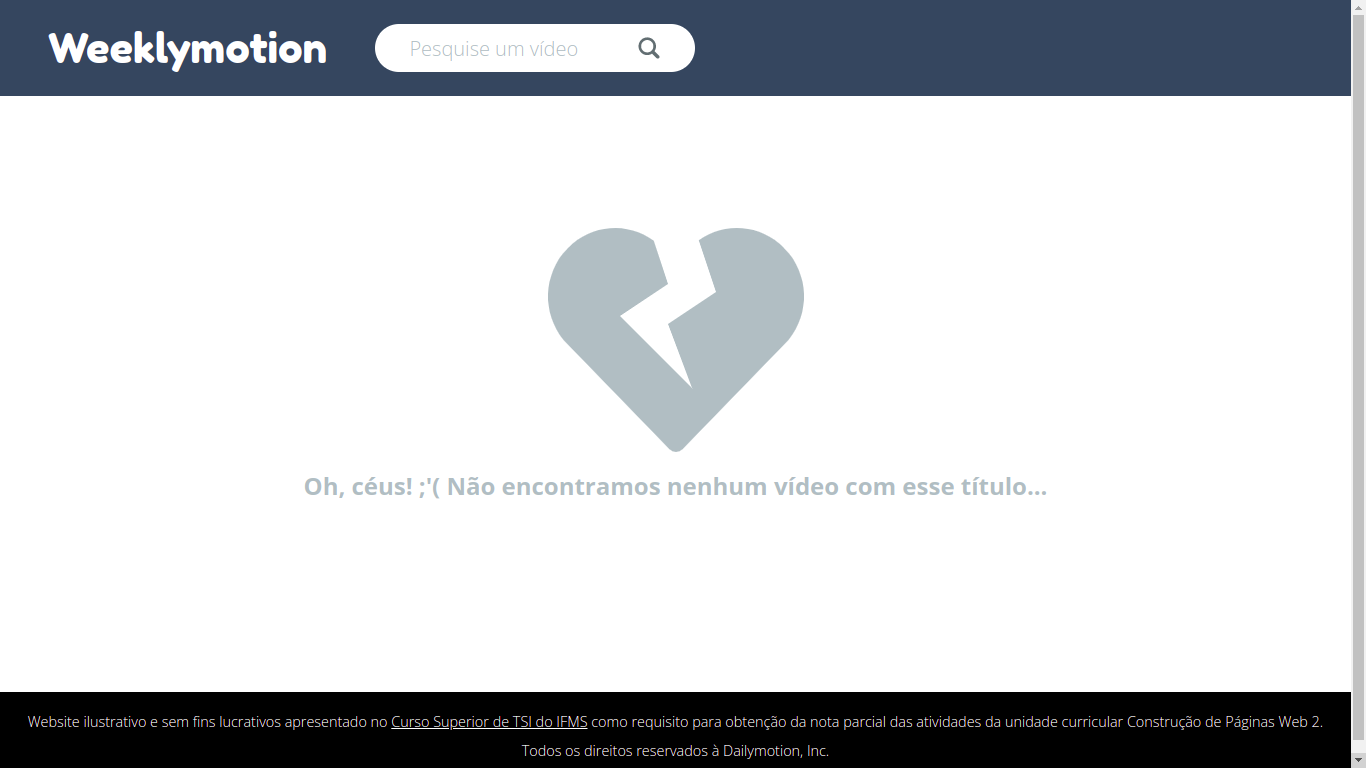 Weeklymotion
Pesquise um vídeo
Oh, céus! ;'( Não encontramos nenhum vídeo com esse título...
Website ilustrativo e sem fins lucrativos apresentado no Curso Superior de TSI do IFMS como requisito para obtenção da nota parcial das atividades da unidade curricular Construção de Páginas Web 2.
Todos os direitos reservados à Dailymotion, Inc.